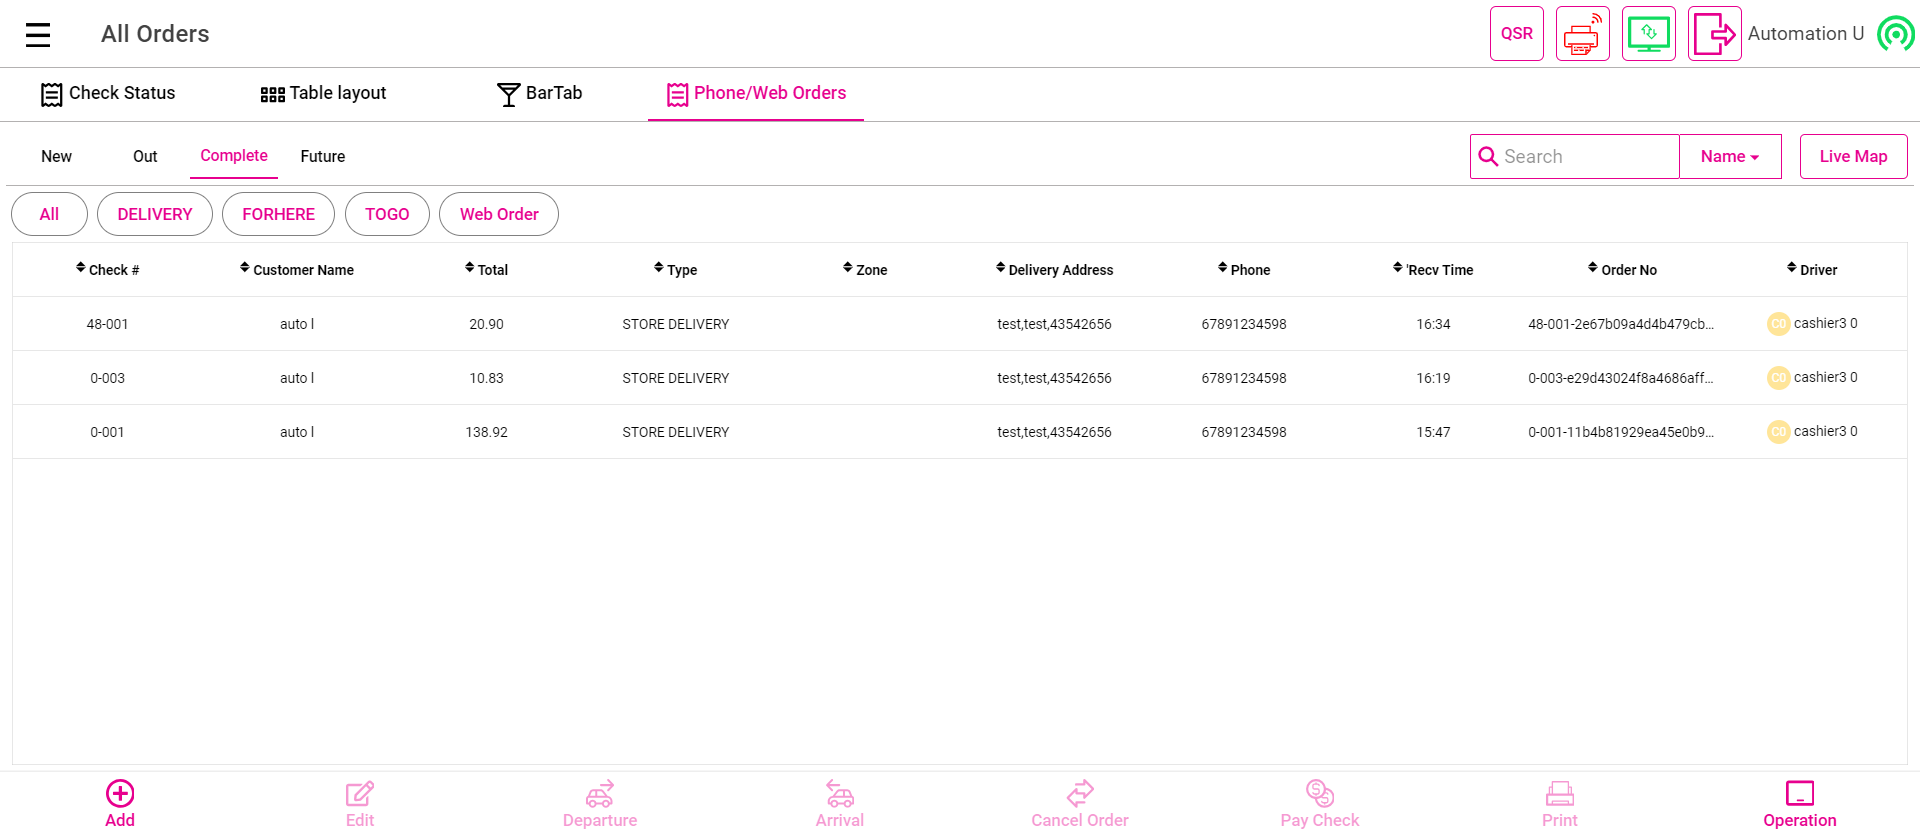 All Orders
QSR
Automation U
Check Status
Table layout
BarTab
Phone/Web Orders
New
Out
Complete
Future
Search
Name
Live Map
All
DELIVERY
FORHERE
TOGO
Web Order
Check # Customer Name Total Type Zone Delivery Address Phone 'Recv Time Order No Driver
48-001 auto l 20.90 STORE DELIVERY test,test,43542656 67891234598 16:34 48-001-2e67b09a4d4b479cb... C0 cashier3 0
0-003 auto l 10.83 STORE DELIVERY test,test,43542656 67891234598 16:19 0-003-e29d43024f8a4686aff... C0 cashier3 0
0-001 auto l 138.92 STORE DELIVERY test,test,43542656 67891234598 15:47 0-001-11b4b81929ea45e0b9... C0 cashier3 0
Add
Edit
Departure
Arrival
Cancel Order
Pay Check
Print
Operation